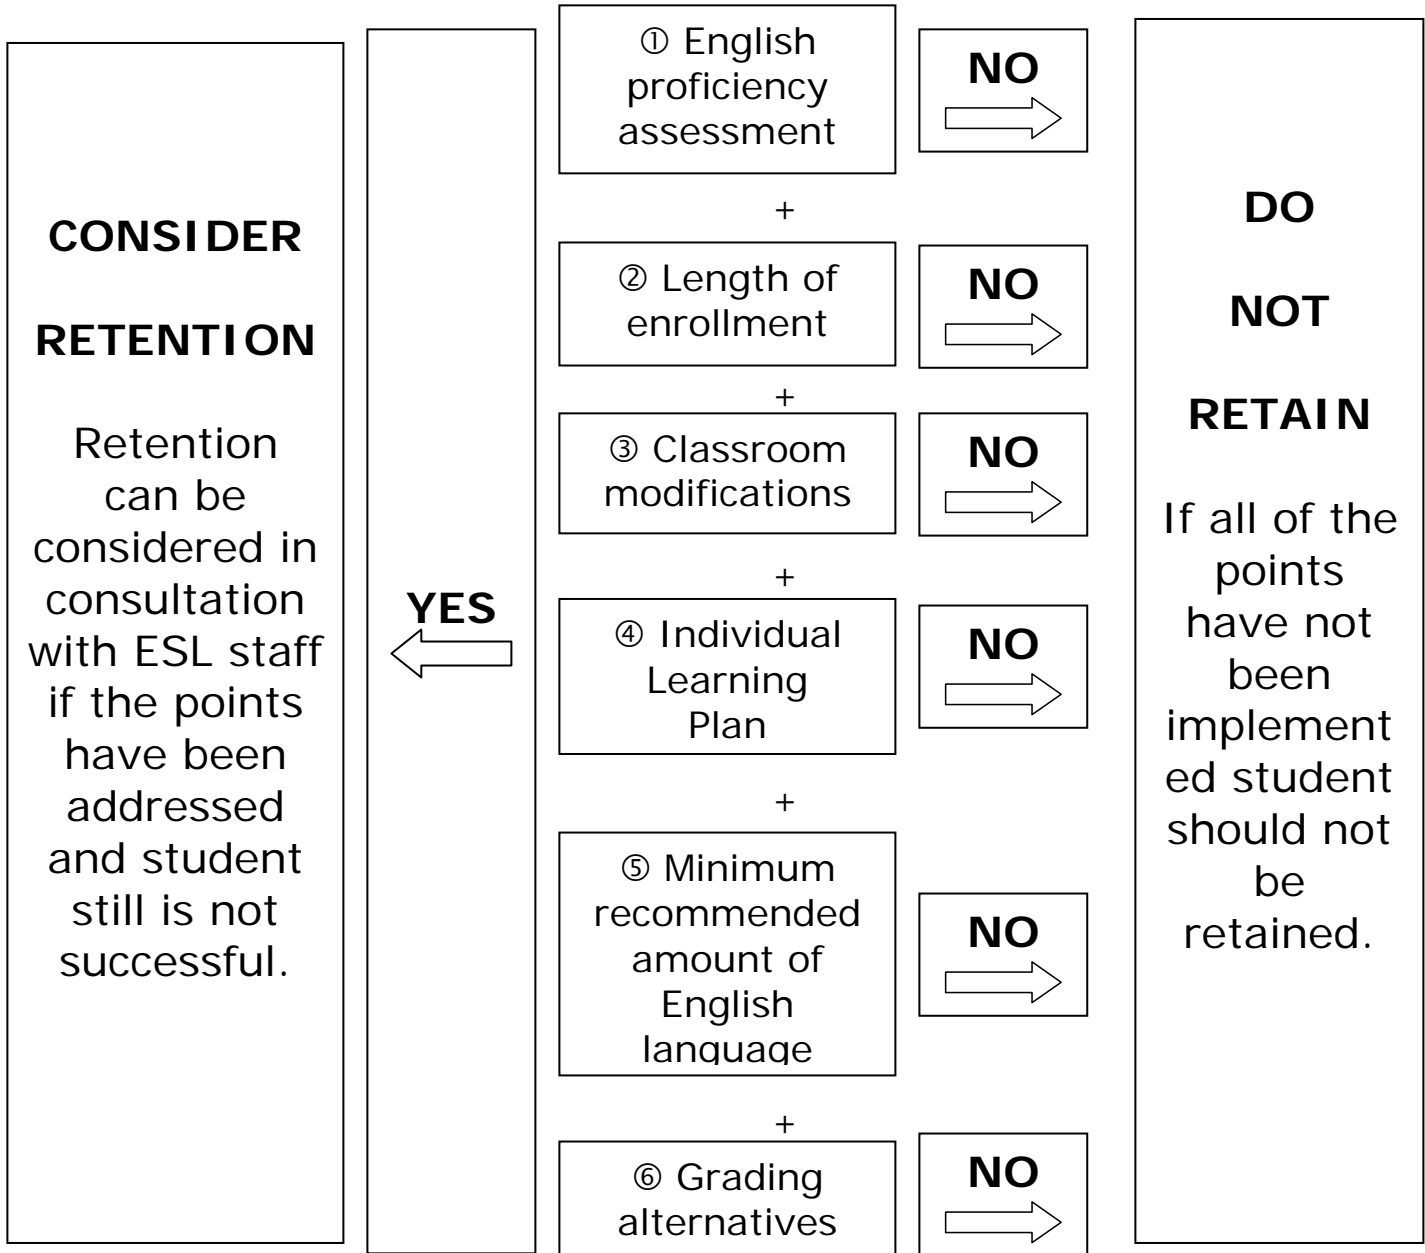 CONSIDER
RETENTION
Retention
can be
considered in
consultation
with ESL staff
if the points
have been
addressed
and student
still is not
successful.
YES
① English
proficiency
assessment
+
② Length of
enrollment
+
③ Classroom
modifications
+
④ Individual
Learning
Plan
+
⑤ Minimum
recommended
amount of
English
language
+
⑥ Grading
alternatives
NO
NO
NO
NO
NO
NO
DO
NOT
RETAIN
If all of the
points
have not
been
implement
ed student
should not
be
retained.